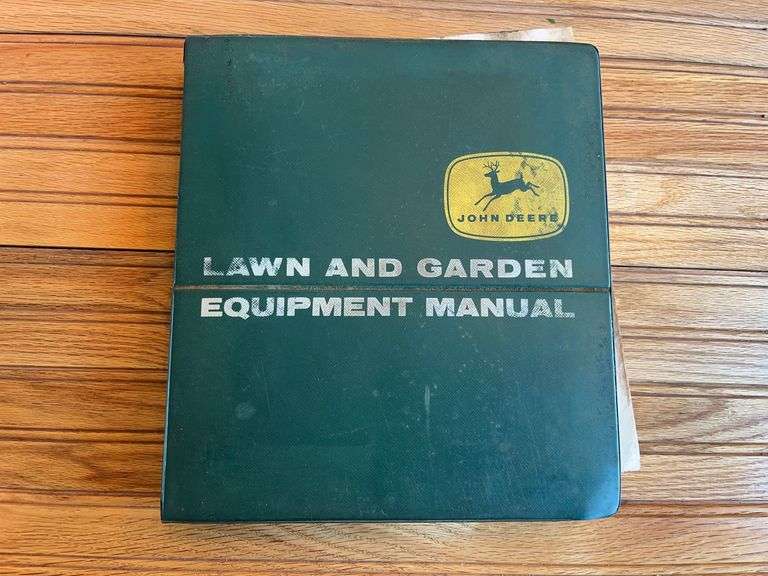 JOHN DEERE
LAWN AND GARDEN
EQUIPMENT MANUAL